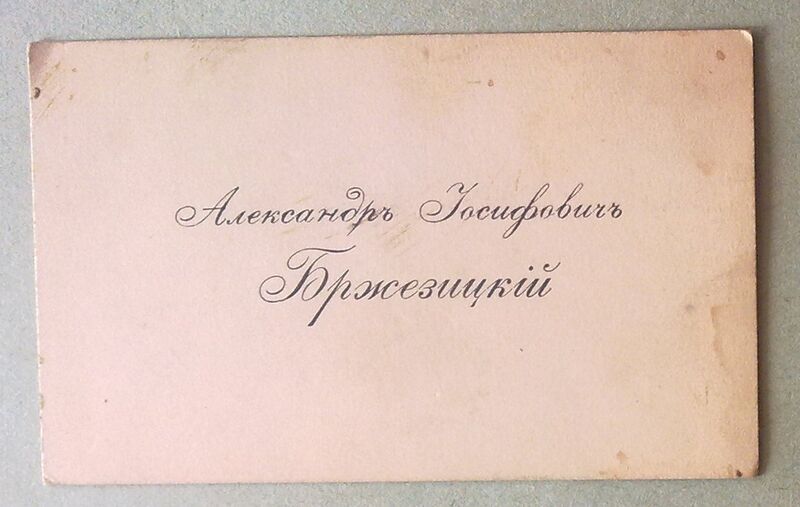 Александръ Іосифовичъ
Бржезицкій